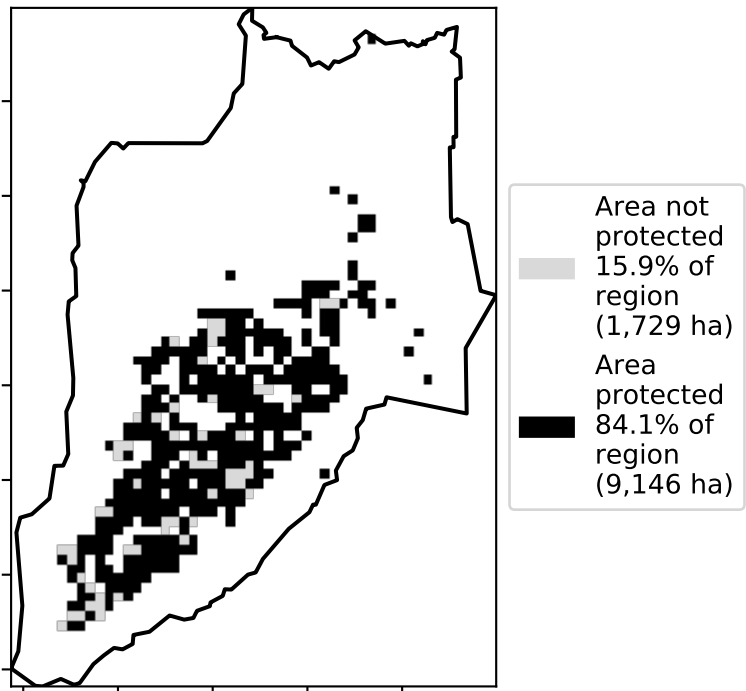 Area not
protected
15.9% of
region
(1,729 ha)
Area
protected
84.1% of
region
(9,146 ha)